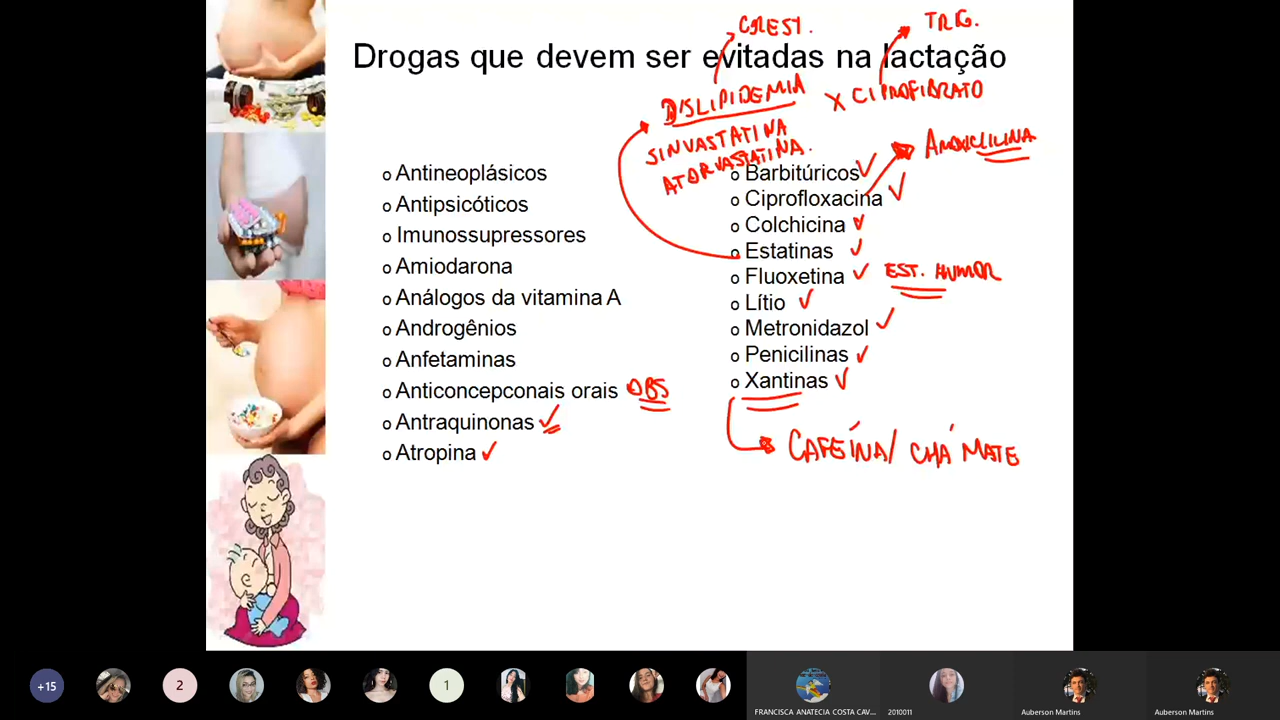 CREST.
TRIG.
Drogas que devem ser evitadas na lactação
DISLIPIDEMIA X CIPROFIBRATO
SINVASTATINA
ATORVASTATINA.
AMOXICILINA
o Antineoplásicos
o Antipsicóticos
o Imunossupressores
o Amiodarona
o Análogos da vitamina A
o Androgênios
o Anfetaminas
o Anticoncepconais orais OBS
o Antraquinonas
o Atropina
o Barbitúricos
o Ciprofloxacina
o Colchicina
o Estatinas
o Fluoxetina EST. HUMOR
o Lítio
o Metronidazol
o Penicilinas
o Xantinas
CAFEÍNA/ CHÁ MATE
+15
2
1
FRANCISCA ANATECIA COSTA CAV...
2010011
Auberson Martins
Auberson Martins